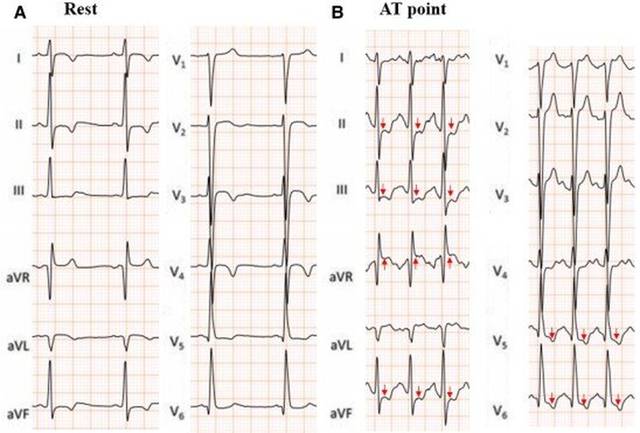 A Rest
B AT point
I
II
III
aVR
aVL
aVF
V1
V2
V3
V4
V5
V6
I
II
III
aVR
aVL
aVF
V1
V2
V3
V4
V5
V6